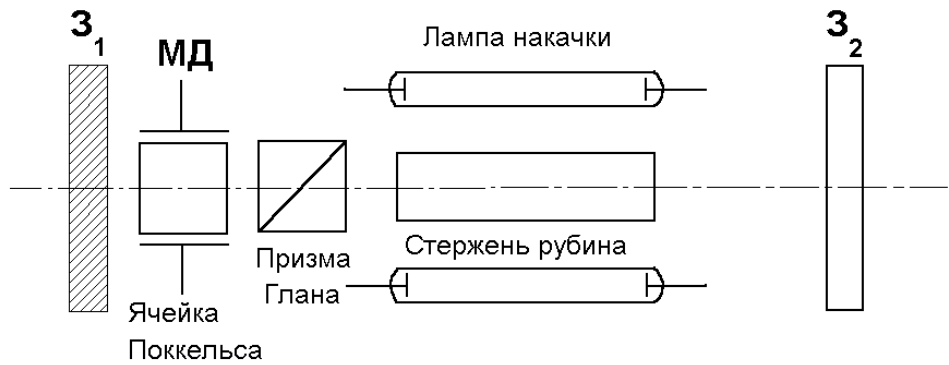 З1
МД
Лампа накачки
З2
Призма
Глана
Стержень рубина
Ячейка
Поккельса